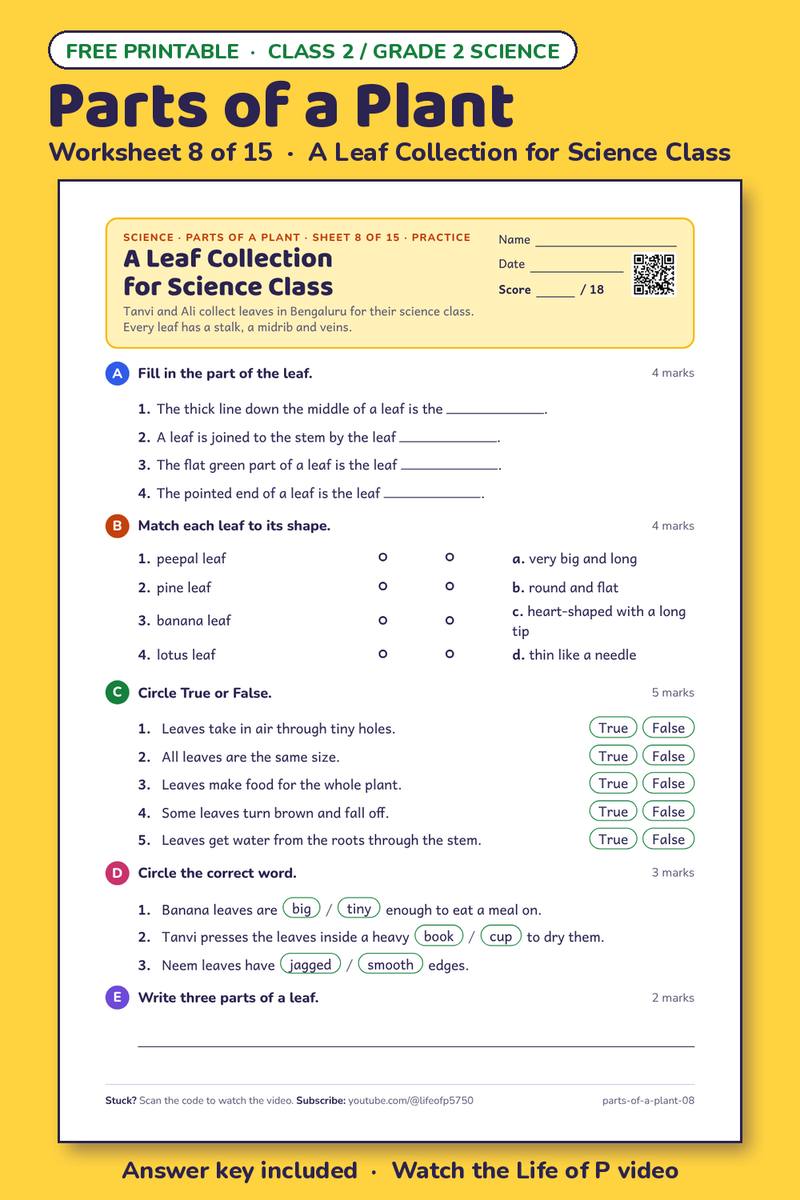 FREE PRINTABLE · CLASS 2 / GRADE 2 SCIENCE
Parts of a Plant
Worksheet 8 of 15 · A Leaf Collection for Science Class
SCIENCE · PARTS OF A PLANT · SHEET 8 OF 15 · PRACTICE
A Leaf Collection
for Science Class
Tanvi and Ali collect leaves in Bengaluru for their science class.
Every leaf has a stalk, a midrib and veins.
Name
Date
Score / 18
A Fill in the part of the leaf. 4 marks
1. The thick line down the middle of a leaf is the ____________.
2. A leaf is joined to the stem by the leaf ____________.
3. The flat green part of a leaf is the leaf ____________.
4. The pointed end of a leaf is the leaf ____________.
B Match each leaf to its shape. 4 marks
1. peepal leaf a. very big and long
2. pine leaf b. round and flat
3. banana leaf c. heart-shaped with a long
tip
4. lotus leaf d. thin like a needle
C Circle True or False. 5 marks
1. Leaves take in air through tiny holes. True False
2. All leaves are the same size. True False
3. Leaves make food for the whole plant. True False
4. Some leaves turn brown and fall off. True False
5. Leaves get water from the roots through the stem. True False
D Circle the correct word. 3 marks
1. Banana leaves are big / tiny enough to eat a meal on.
2. Tanvi presses the leaves inside a heavy book / cup to dry them.
3. Neem leaves have jagged / smooth edges.
E Write three parts of a leaf. 2 marks
Stuck? Scan the code to watch the video. Subscribe: youtube.com/@lifeofp5750 parts-of-a-plant-08
Answer key included · Watch the Life of P video